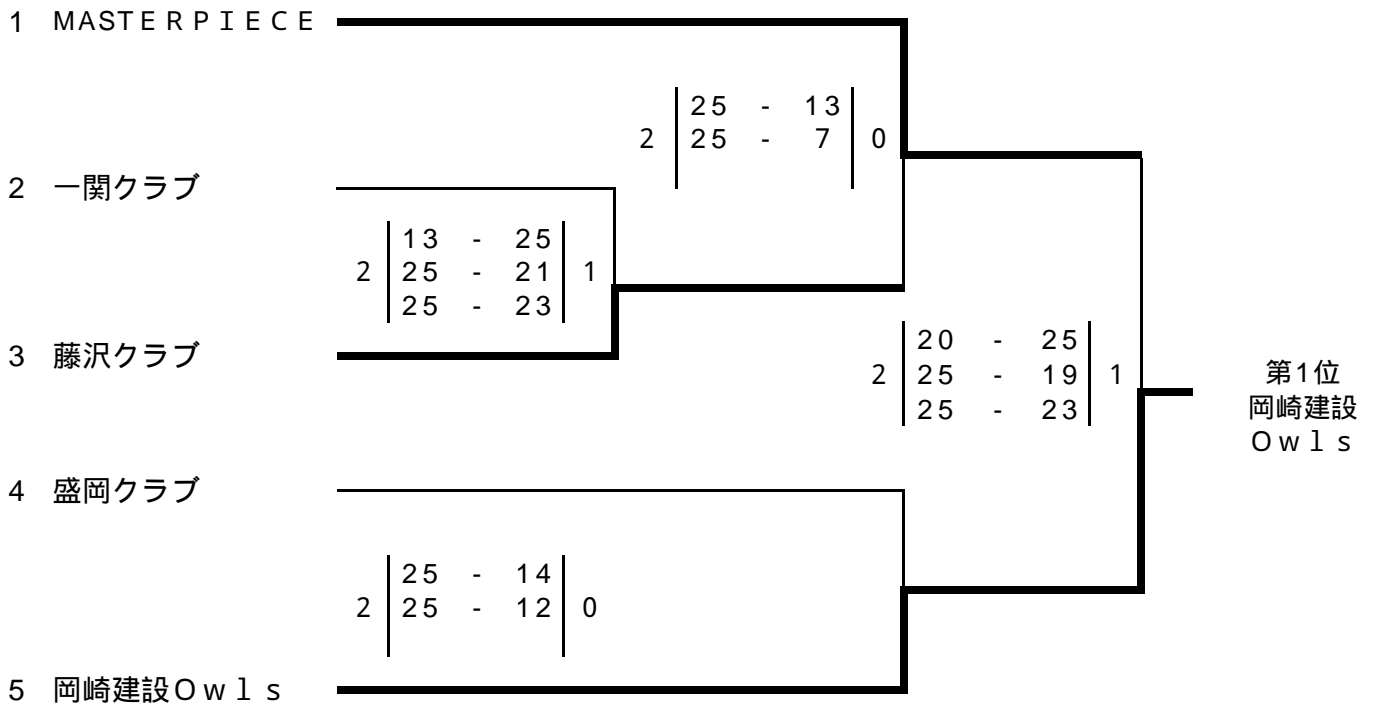 1 MASTERPIECE
25 - 13
2 25 - 7 0
2 一関クラブ
13 - 25
2 25 - 21 1
25 - 23
3 藤沢クラブ
20 - 25
2 25 - 19 1
25 - 23
第1位
岡崎建設
Owls
4 盛岡クラブ
25 - 14
2 25 - 12 0
5 岡崎建設Owls